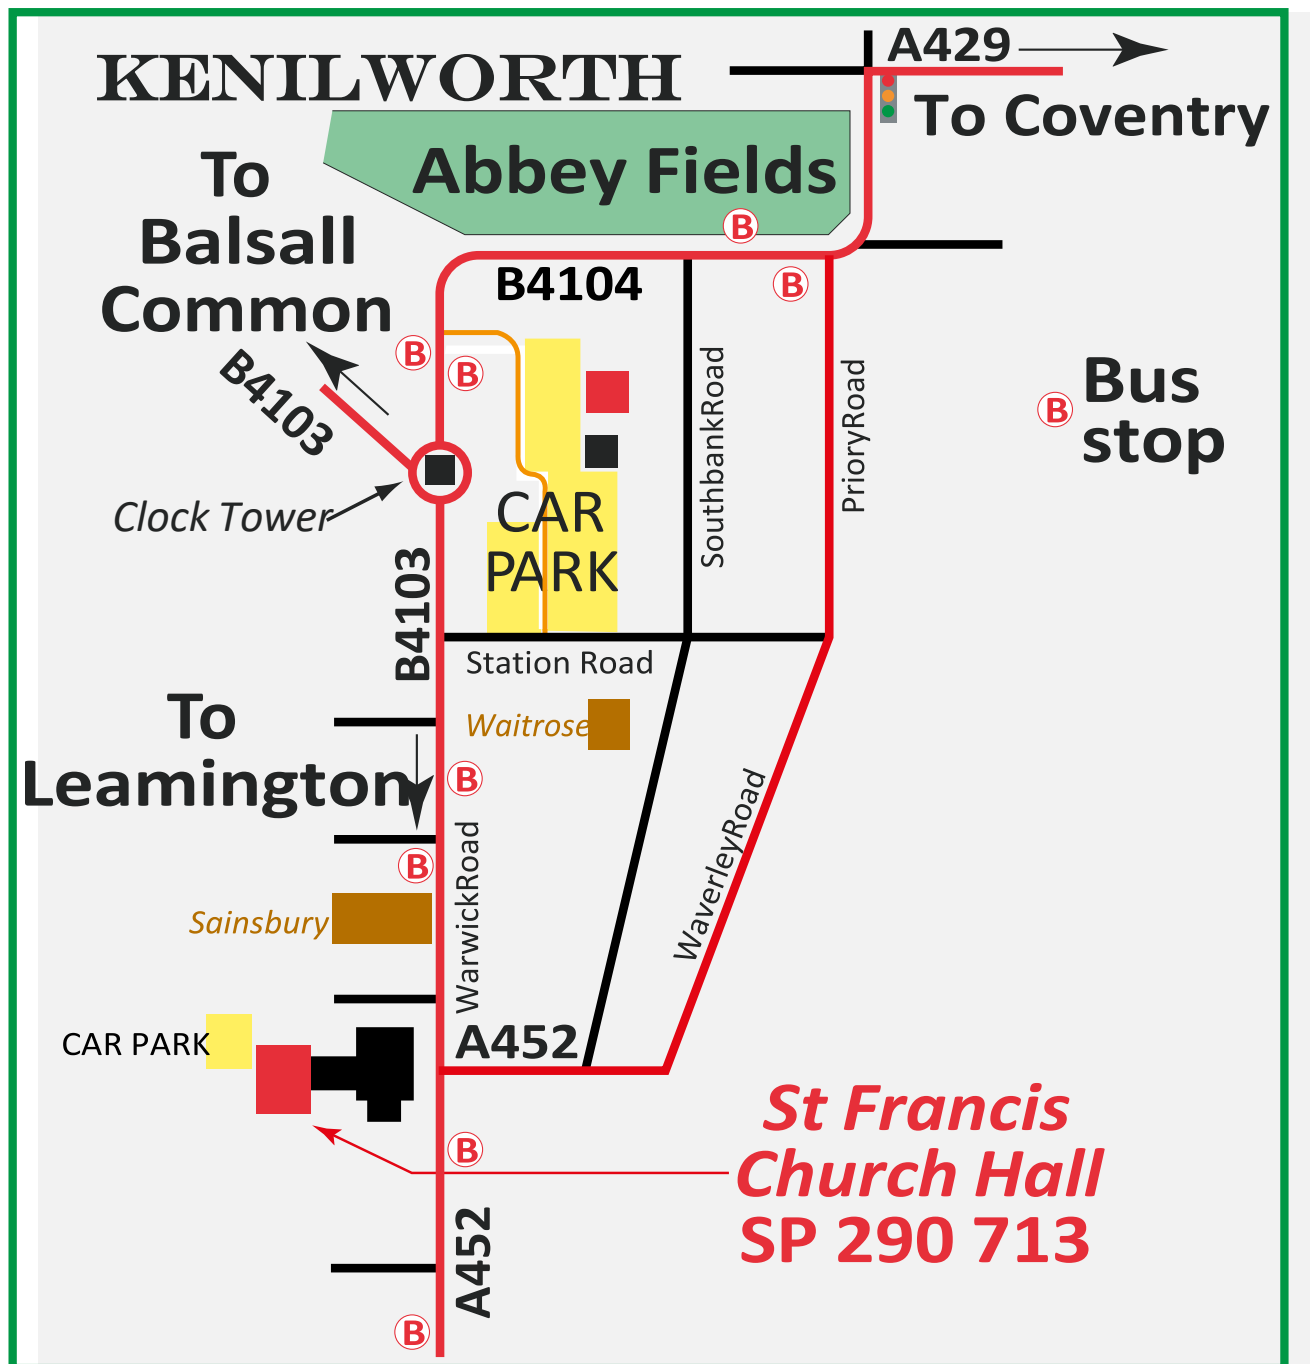 KENILWORTH
A429
To Coventry
Abbey Fields
To
Balsall
Common
B
B4104
B
B
B
B4103
SouthbankRoad
PrioryRoad
B
Bus
stop
Clock Tower
CAR
PARK
B4103
Station Road
To
Leamington
Waitrose
B
B
WarwickRoad
WaverleyRoad
Sainsbury
CAR PARK
A452
St Francis
Church Hall
SP 290 713
B
A452
B